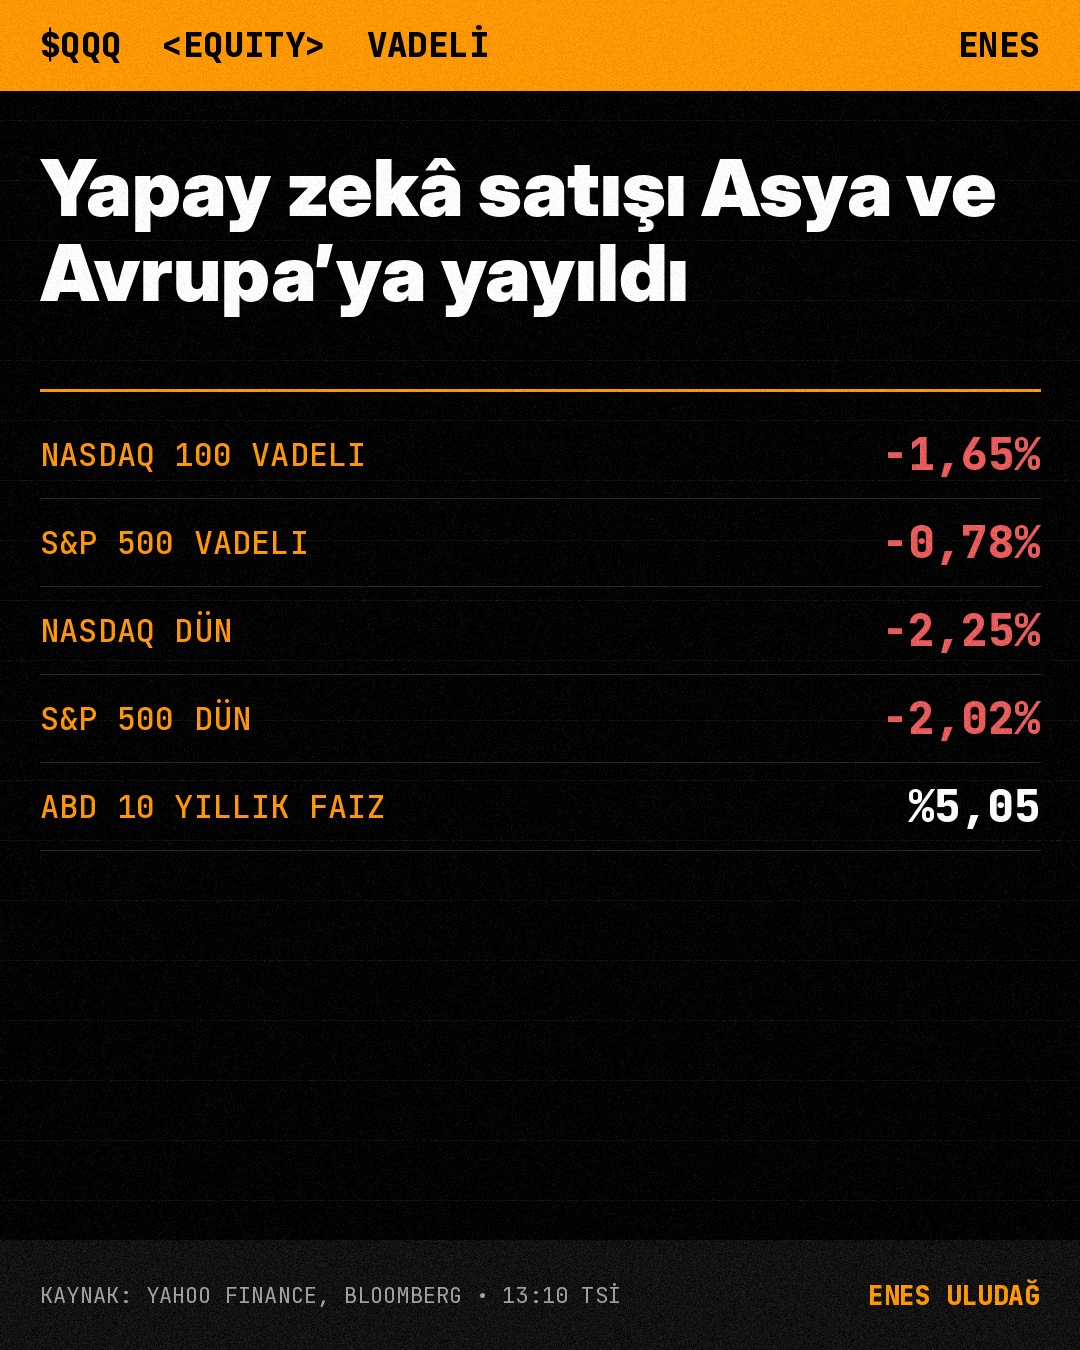 $QQQ <EQUITY> VADELİ ENES
Yapay zekâ satışı Asya ve
Avrupa’ya yayıldı
NASDAQ 100 VADELI -1,65%
S&P 500 VADELI -0,78%
NASDAQ DÜN -2,25%
S&P 500 DÜN -2,02%
ABD 10 YILLIK FAIZ %5,05
KAYNAK: YAHOO FINANCE, BLOOMBERG • 13:10 TSİ ENES ULUDAĞ